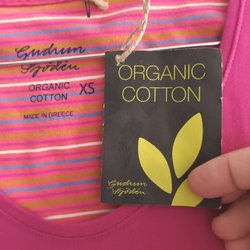 Gudrun
Sjödén
ORGANIC
COTTON XS
MADE IN GREECE
ORGANIC
COTTON
Gudrun
Sjödén